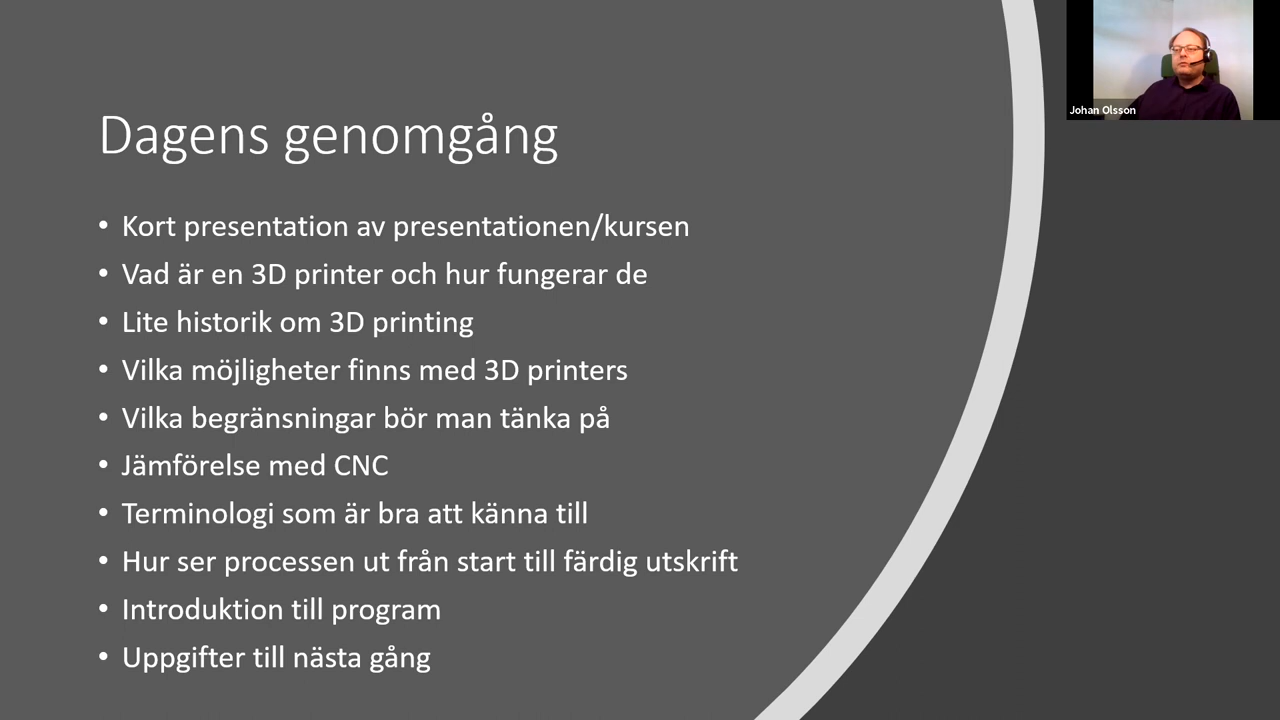 Dagens genomgång
• Kort presentation av presentationen/kursen
• Vad är en 3D printer och hur fungerar de
• Lite historik om 3D printing
• Vilka möjligheter finns med 3D printers
• Vilka begränsningar bör man tänka på
• Jämförelse med CNC
• Terminologi som är bra att känna till
• Hur ser processen ut från start till färdig utskrift
• Introduktion till program
• Uppgifter till nästa gång
Johan Olsson